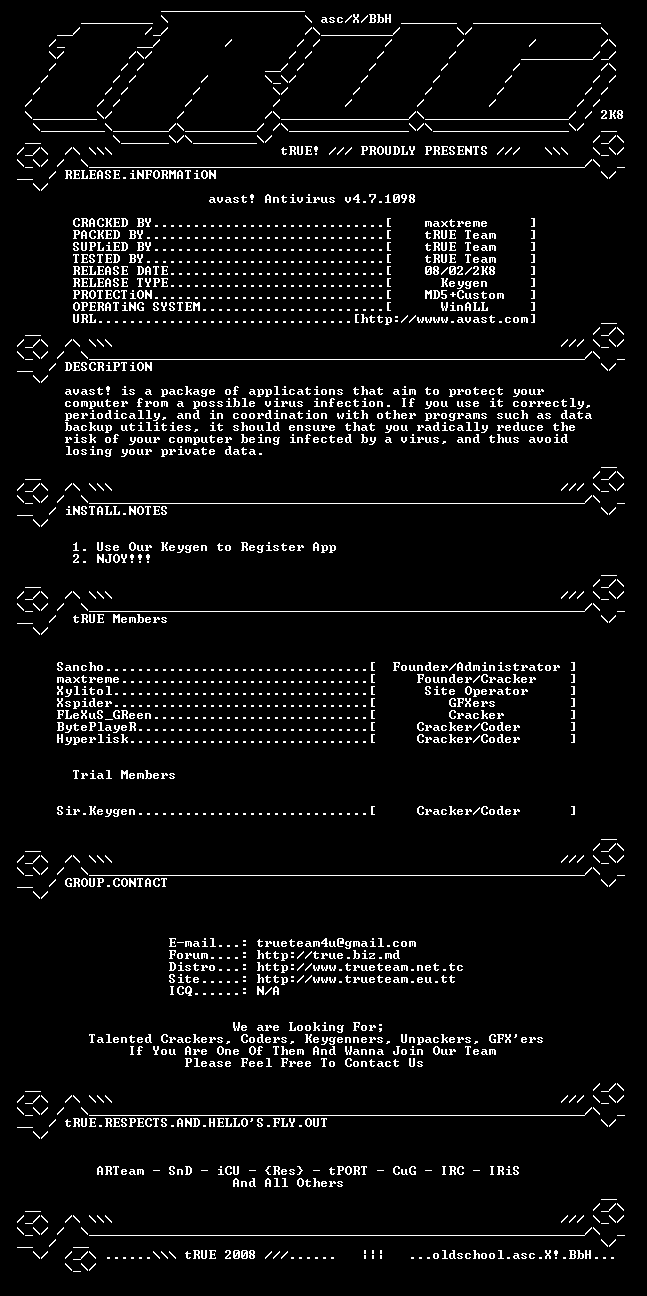 asc/X/BbH
tRUE
2K8
tRUE! /// PROUDLY PRESENTS /// \\\
RELEASE.iNFORMATiON
avast! Antivirus v4.7.1098
CRACKED BY.............................[ maxtreme ]
PACKED BY..............................[ tRUE Team ]
SUPLiED BY.............................[ tRUE Team ]
TESTED BY..............................[ tRUE Team ]
RELEASE DATE...........................[ 08/02/2K8 ]
RELEASE TYPE...........................[ Keygen ]
PROTECTiON.............................[ MD5+Custom ]
OPERATiNG SYSTEM.......................[ WinALL ]
URL................................[http://wwww.avast.com]
DESCRiPTiON
avast! is a package of applications that aim to protect your
computer from a possible virus infection. If you use it correctly,
periodically, and in coordination with other programs such as data
backup utilities, it should ensure that you radically reduce the
risk of your computer being infected by a virus, and thus avoid
losing your private data.
iNSTALL.NOTES
1. Use Our Keygen to Register App
2. NJOY!!!
tRUE Members
Sancho.................................[ Founder/Administrator ]
maxtreme...............................[ Founder/Cracker ]
Xylitol................................[ Site Operator ]
Xspider................................[ GFXers ]
FLeXuS_GReen...........................[ Cracker ]
BytePlayeR.............................[ Cracker/Coder ]
Hyperlisk..............................[ Cracker/Coder ]
Trial Members
Sir.Keygen.............................[ Cracker/Coder ]
GROUP.CONTACT
E-mail...: trueteam4u@gmail.com
Forum....: http://true.biz.md
Distro...: http://www.trueteam.net.tc
Site.....: http://www.trueteam.eu.tt
ICQ......: N/A
We are Looking For;
Talented Crackers, Coders, Keygenners, Unpackers, GFX'ers
If You Are One Of Them And Wanna Join Our Team
Please Feel Free To Contact Us
tRUE.RESPECTS.AND.HELLO'S.FLY.OUT
ARTeam - SnD - iCU - {Res} - tPORT - CuG - IRC - IRiS
And All Others
......\\\ tRUE 2008 ///...... ¦¦¦ ...oldschool.asc.X!.BbH...